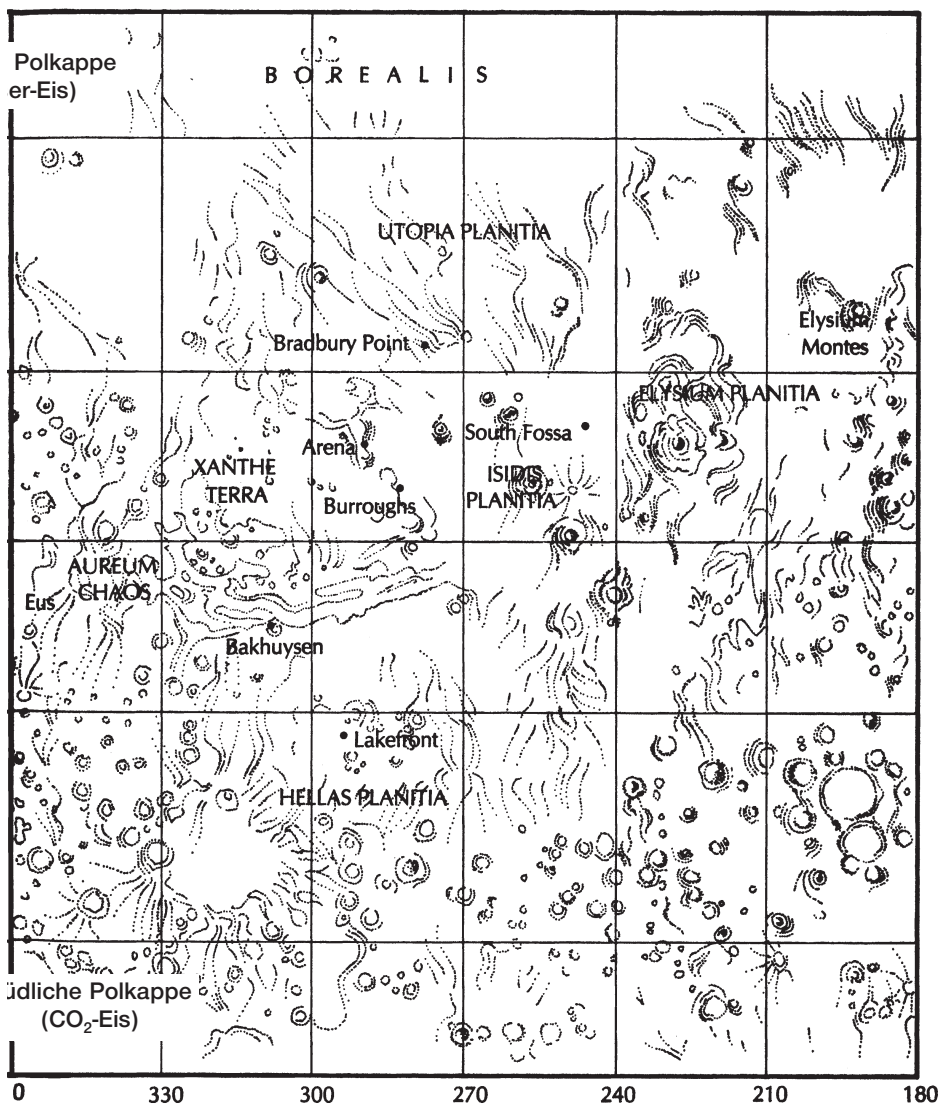 Polkappe
er-Eis)
BOREALIS
UTOPIA PLANITIA
Bradbury Point
Elysium
Montes
ELYSIUM PLANITIA
South Fossa
Arena
XANTHE
TERRA
ISIDIS
PLANITIA
Burroughs
AUREUM
CHAOS
Eus
Bakhuysen
Lakefront
HELLAS PLANITIA
üdliche Polkappe
(CO₂-Eis)
0 330 300 270 240 210 180